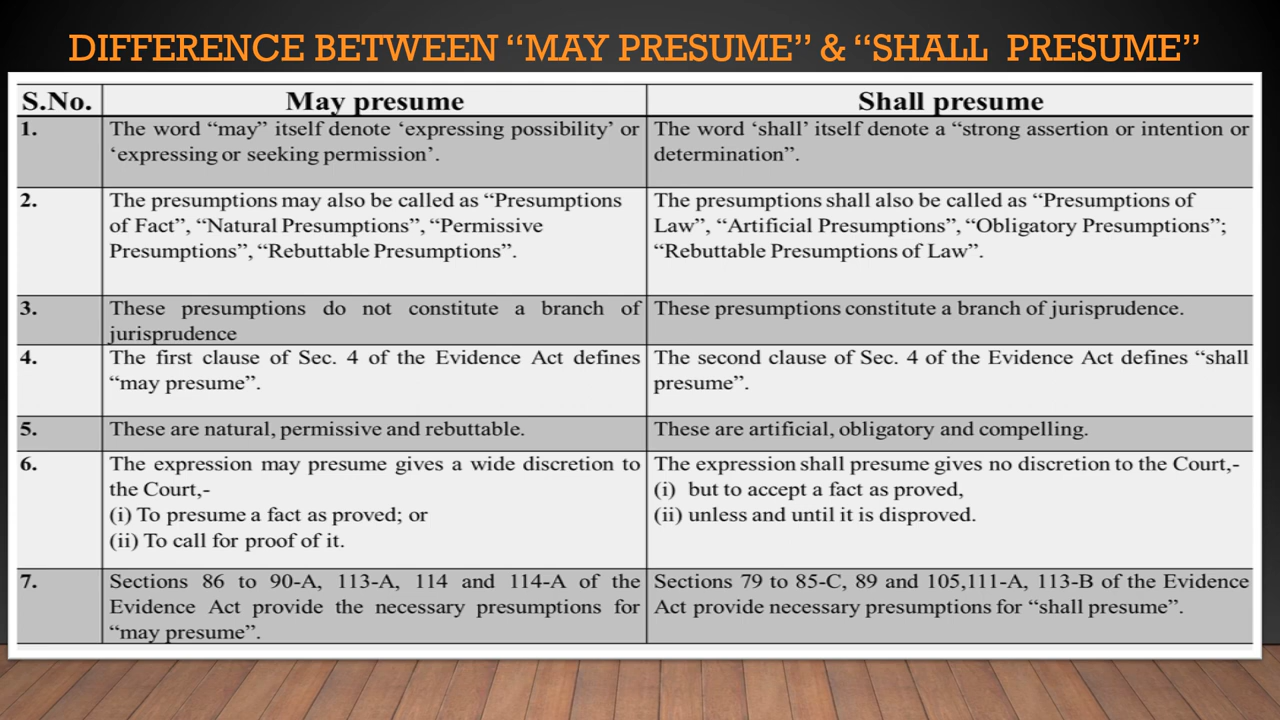 DIFFERENCE BETWEEN “MAY PRESUME” & “SHALL PRESUME”
S.No. May presume Shall presume
1. The word “may” itself denote ‘expressing possibility’ or The word ‘shall’ itself denote a “strong assertion or intention or
‘expressing or seeking permission’. determination”.
2. The presumptions may also be called as “Presumptions The presumptions shall also be called as “Presumptions of
of Fact”, “Natural Presumptions”, “Permissive Law”, “Artificial Presumptions”, “Obligatory Presumptions”;
Presumptions”, “Rebuttable Presumptions”. “Rebuttable Presumptions of Law”.
3. These presumptions do not constitute a branch of These presumptions constitute a branch of jurisprudence.
jurisprudence
4. The first clause of Sec. 4 of the Evidence Act defines The second clause of Sec. 4 of the Evidence Act defines “shall
“may presume”. presume”.
5. These are natural, permissive and rebuttable. These are artificial, obligatory and compelling.
6. The expression may presume gives a wide discretion to The expression shall presume gives no discretion to the Court,-
the Court,- (i) but to accept a fact as proved,
(i) To presume a fact as proved; or (ii) unless and until it is disproved.
(ii) To call for proof of it.
7. Sections 86 to 90-A, 113-A, 114 and 114-A of the Sections 79 to 85-C, 89 and 105,111-A, 113-B of the Evidence
Evidence Act provide the necessary presumptions for Act provide necessary presumptions for “shall presume”.
“may presume”.